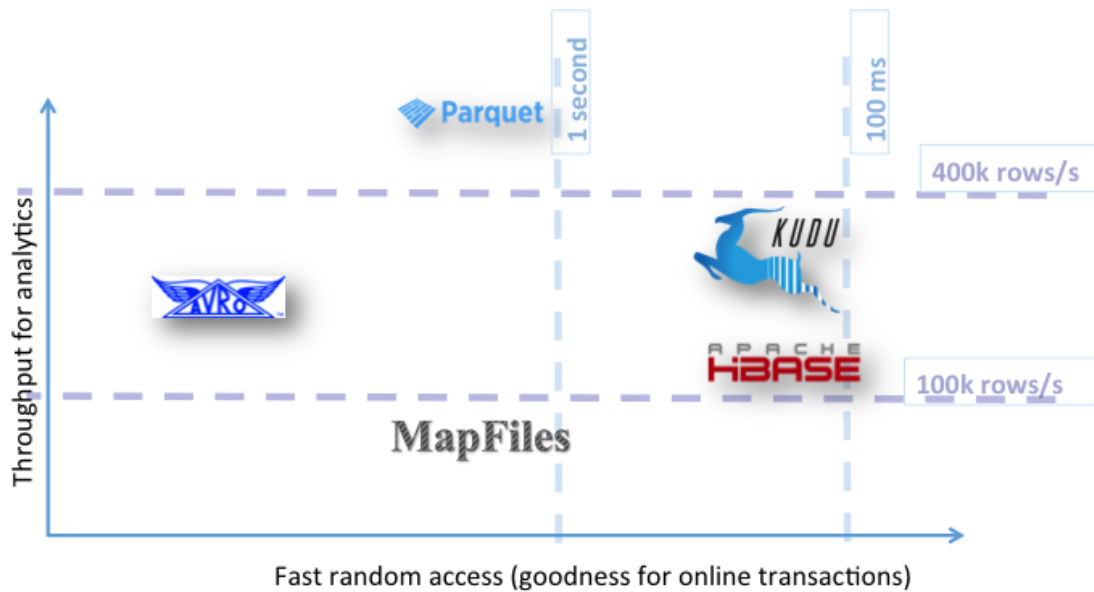 1 second
100 ms
Parquet
400k rows/s
Throughput for analytics
KUDU
AVRO
TM
APACHE
HBASE
100k rows/s
MapFiles
Fast random access (goodness for online transactions)